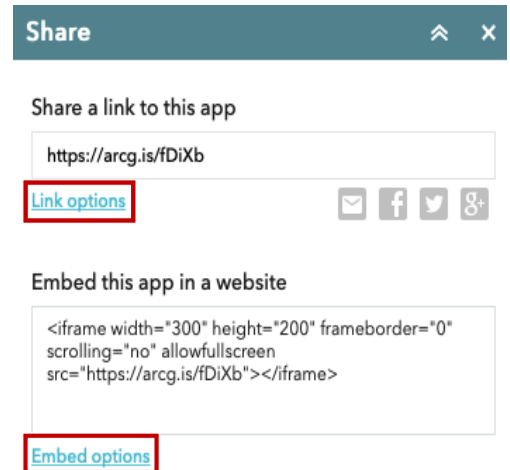 Share
Share a link to this app
https://arcg.is/fDiXb
Link options
Embed this app in a website
<iframe width="300" height="200" frameborder="0"
scrolling="no" allowfullscreen
src="https://arcg.is/fDiXb"></iframe>
Embed options